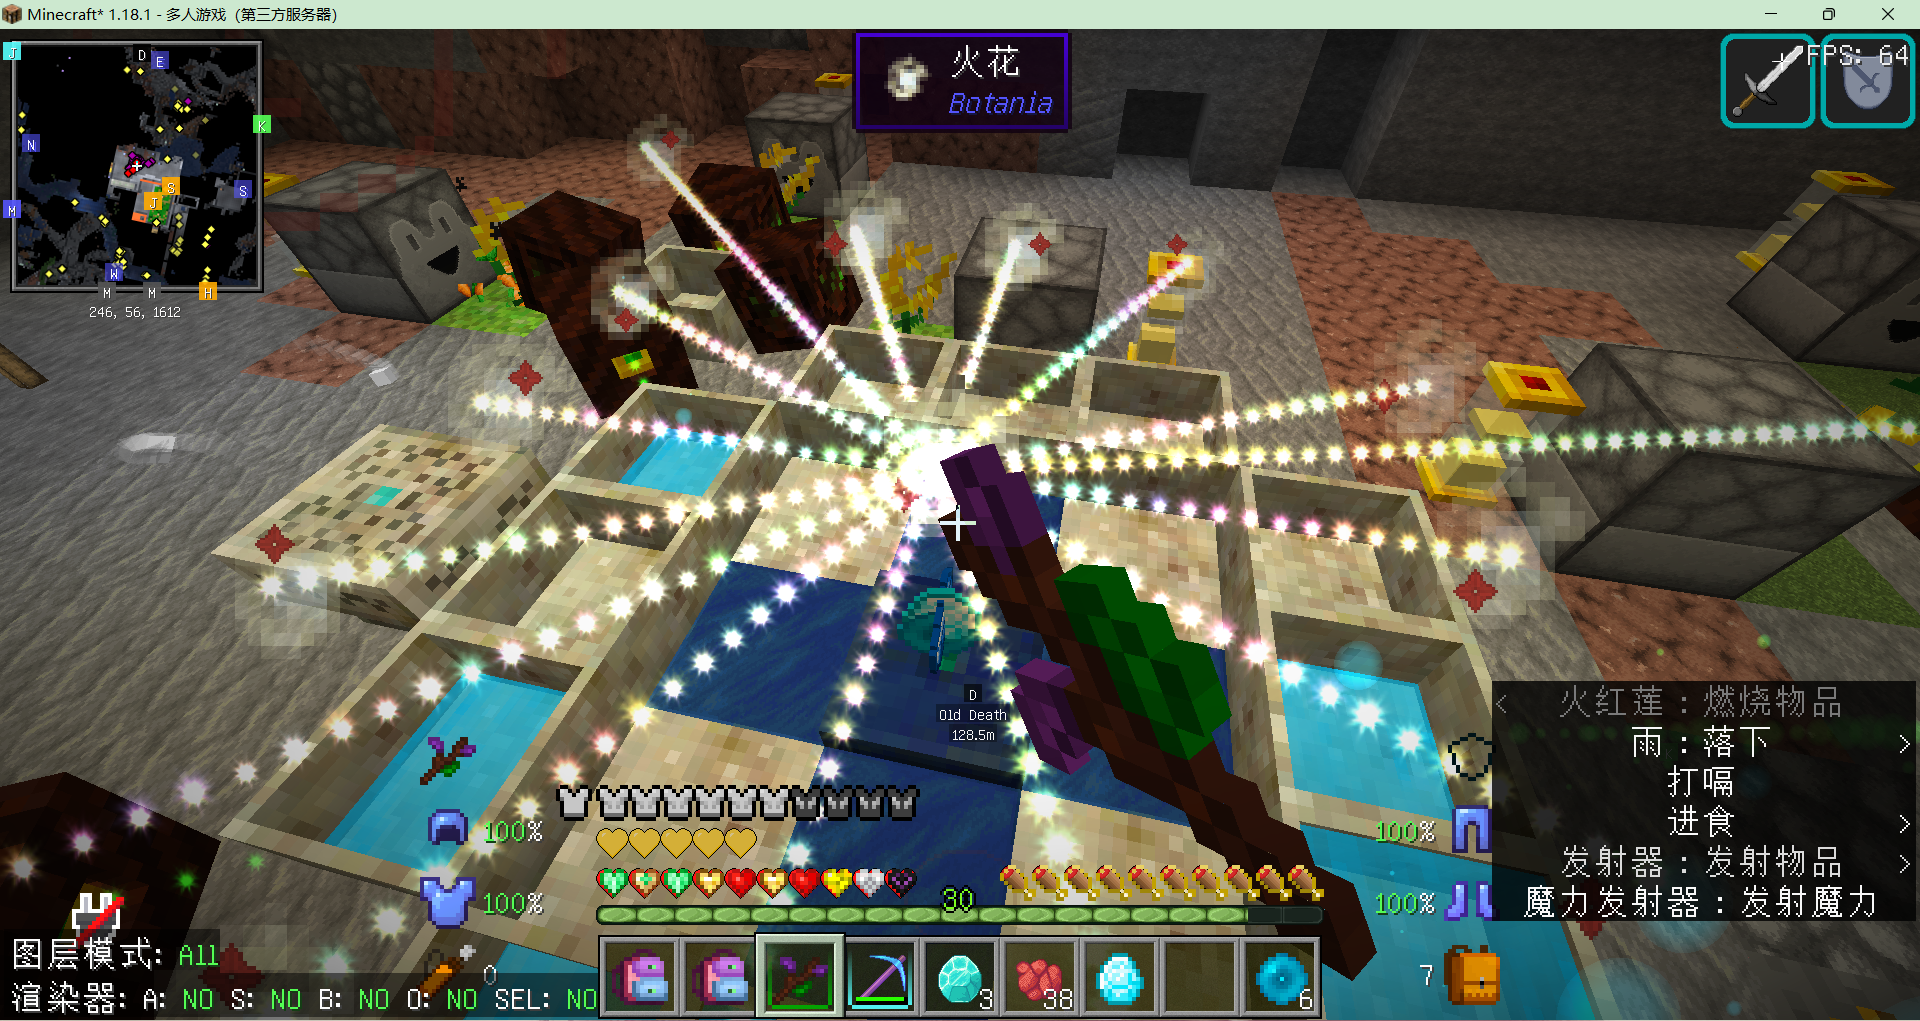 Minecraft* 1.18.1 - 多人游戏（第三方服务器）
火花
Botania
FPS: 64
J
D
E
K
N
S
S
J
M
W
M
M
H
246, 56, 1612
D
Old Death
128.5m
火红莲：燃烧物品
雨：落下
打嗝
进食
发射器：发射物品
魔力发射器：发射魔力
100%
100%
100%
100%
30
0
7
图层模式: All
渲染器: A: NO S: NO B: NO O: NO SEL: NO
3
38
6